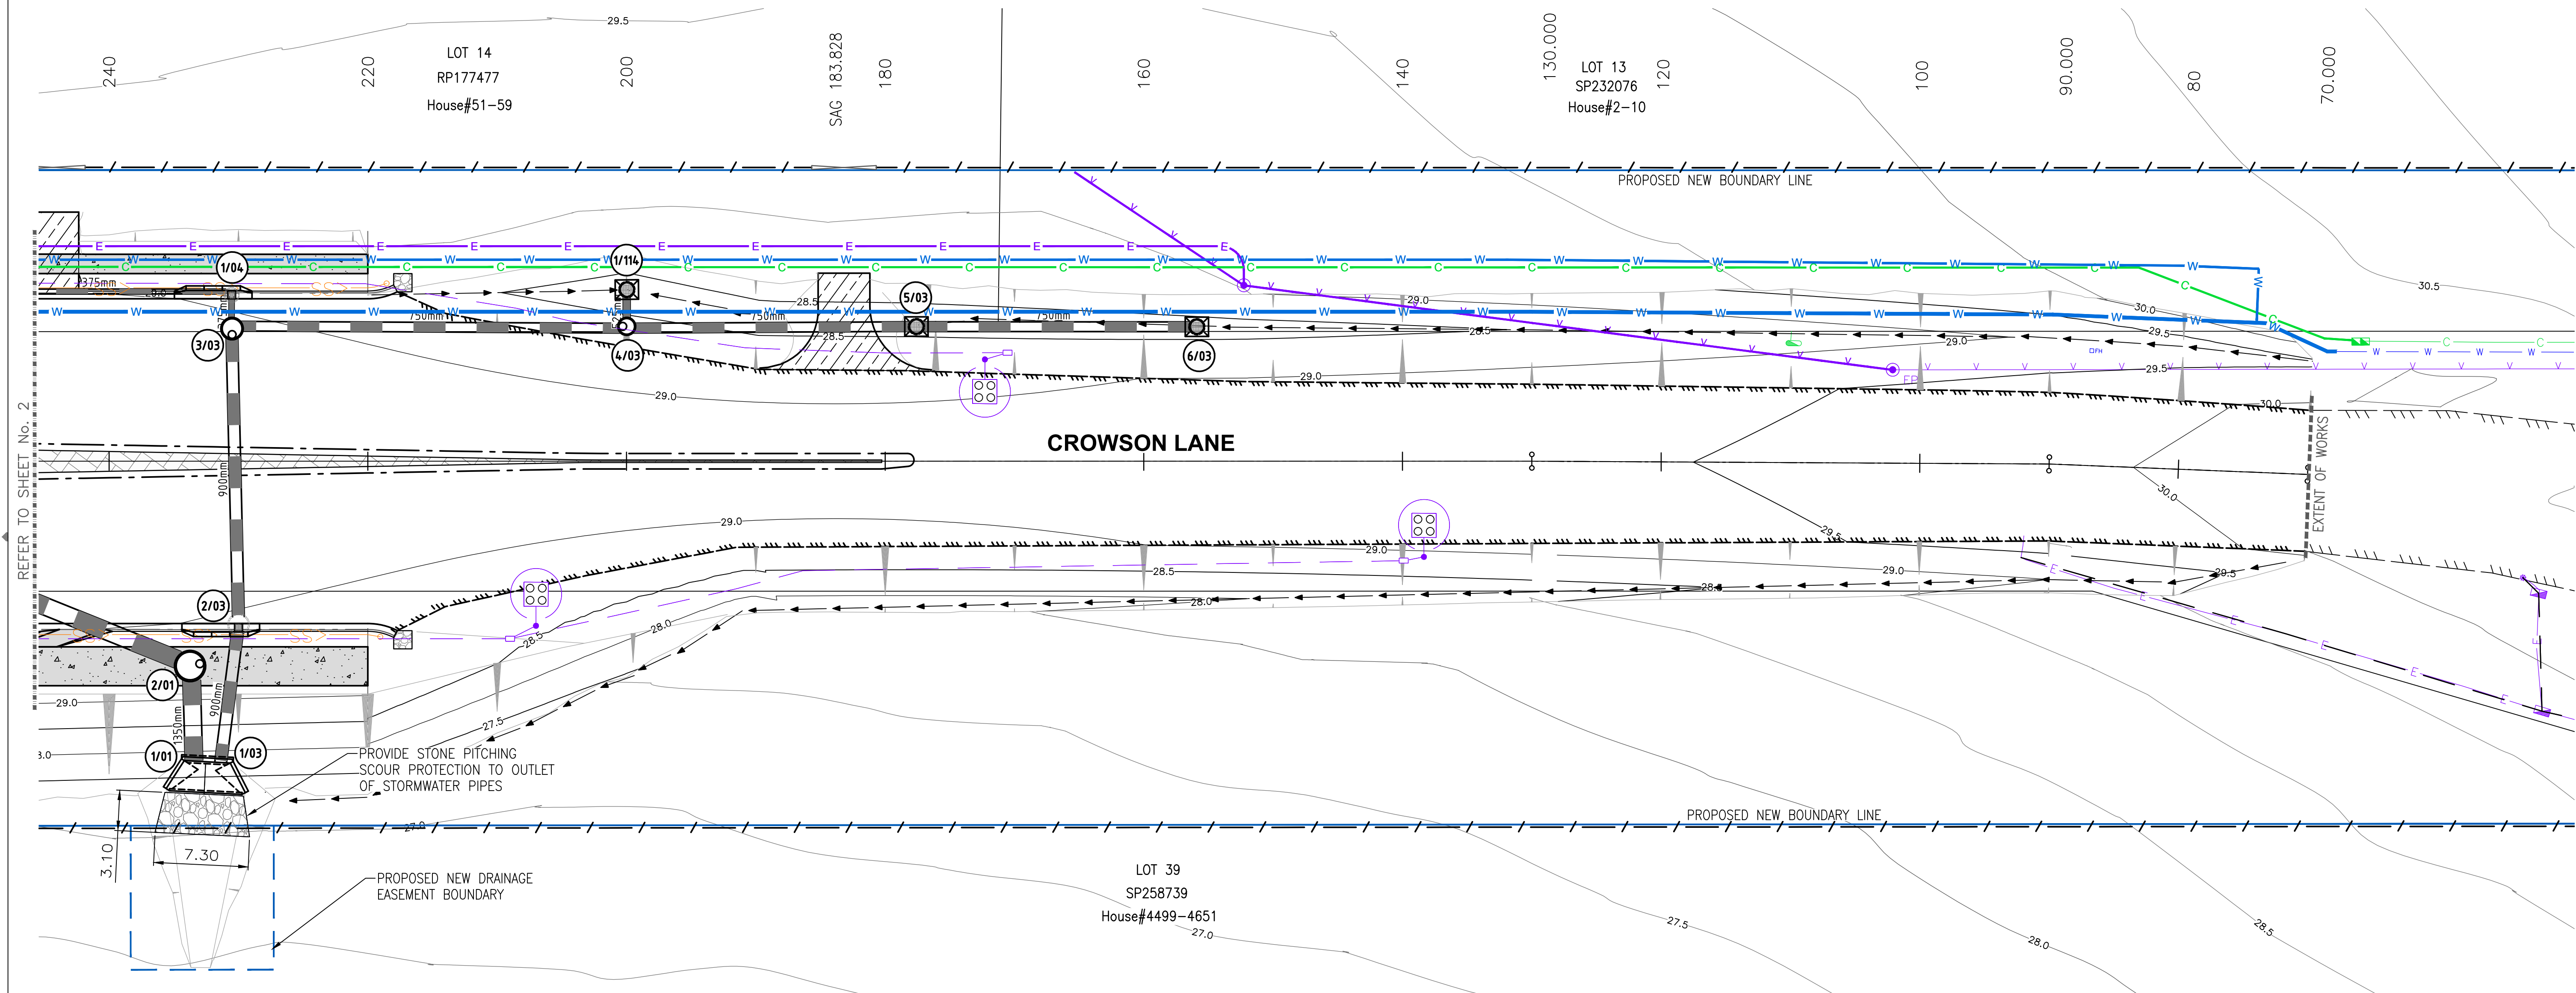 29.5
LOT 14
RP177477
House#51-59
240
220
200
SAG 183.828
180
160
140
130.000
LOT 13
SP232076
House#2-10
120
100
90.000
80
70.000
PROPOSED NEW BOUNDARY LINE
E E E E E E E E E E E E
W W W W W W W W W W W W
C C C C C C C C C C C C
V V V V V V V V
1/04
1/114
5/03
375mm
28.5
29.0
30.0
30.5
29.5
3/03
750mm
750mm
4/03
28.5
6/03
28.5
29.0
29.0
29.5
FH
FP
29.0
30.0
CROWSON LANE
REFER TO SHEET No. 2
900mm
EXTENT OF WORKS
30.0
29.0
29.5
29.0
28.5
29.0
29.5
2/03
28.0
28.5
28.0
28.5
SS>
SS>
2/01
900mm
1350mm
29.0
27.5
1/01
1/03
PROVIDE STONE PITCHING
SCOUR PROTECTION TO OUTLET
OF STORMWATER PIPES
PROPOSED NEW BOUNDARY LINE
27.0
3.10
7.30
PROPOSED NEW DRAINAGE
EASEMENT BOUNDARY
LOT 39
SP258739
House#4499-4651
27.0
27.5
28.0
28.5